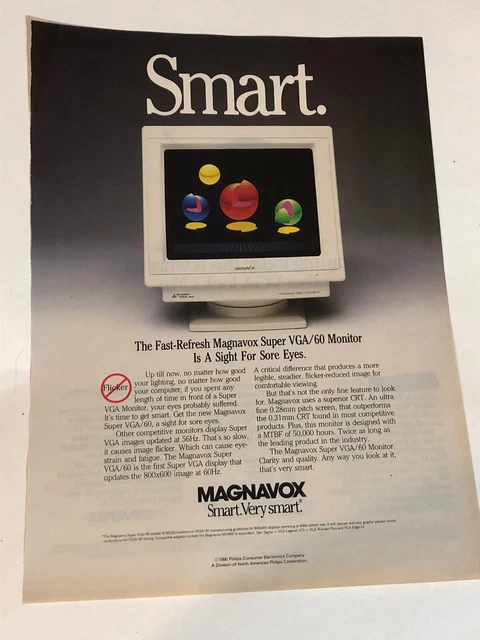 Smart.
MAGNAVOX
The Fast-Refresh Magnavox Super VGA/60 Monitor
Is A Sight For Sore Eyes.
Flicker
Up till now, no matter how good
your lighting, no matter how good
your computer, if you spent any
length of time in front of a Super
VGA Monitor, your eyes probably suffered.
It's time to get smart. Get the new Magnavox
Super VGA/60, a sight for sore eyes.
Other competitive monitors display Super
VGA images updated at 56Hz. That's so slow,
it causes image flicker. Which can cause eye-
strain and fatigue. The Magnavox Super
VGA/60 is the first Super VGA display that
updates the 800x600 image at 60Hz.
A critical difference that produces a more
legible, steadier, flicker-reduced image for
comfortable viewing.
But that's not the only fine feature to look
for. Magnavox uses a superior CRT. An ultra
fine 0.28mm pitch screen, that outperforms
the 0.31mm CRT found in most competitive
products. Plus, this monitor is designed with
a MTBF of 50,000 hours. Twice as long as
the leading product in the industry.
The Magnavox Super VGA/60 Monitor.
Clarity and quality. Any way you look at it,
that's very smart.
MAGNAVOX
Smart. Very smart.®
©1990 Philips Consumer Electronics Company
A Division of North American Philips Corporation.